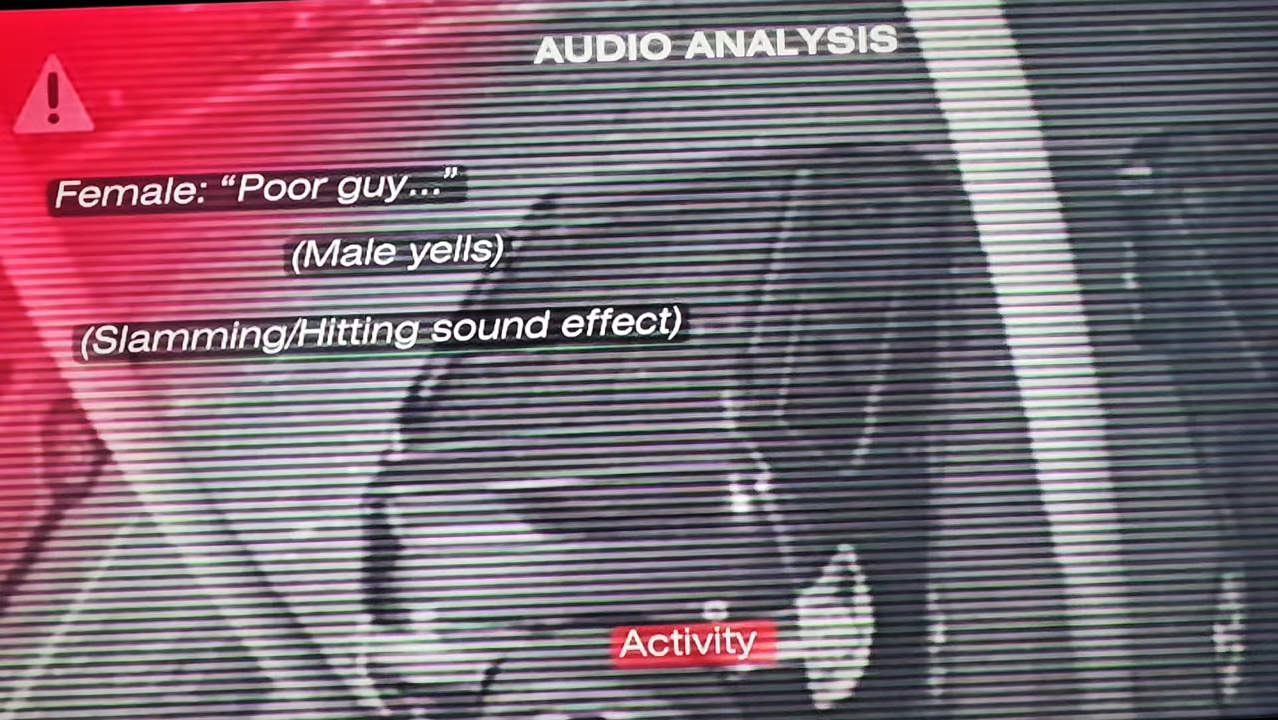 AUDIO ANALYSIS
Female: “Poor guy...”
(Male yells)
(Slamming/Hitting sound effect)
Activity